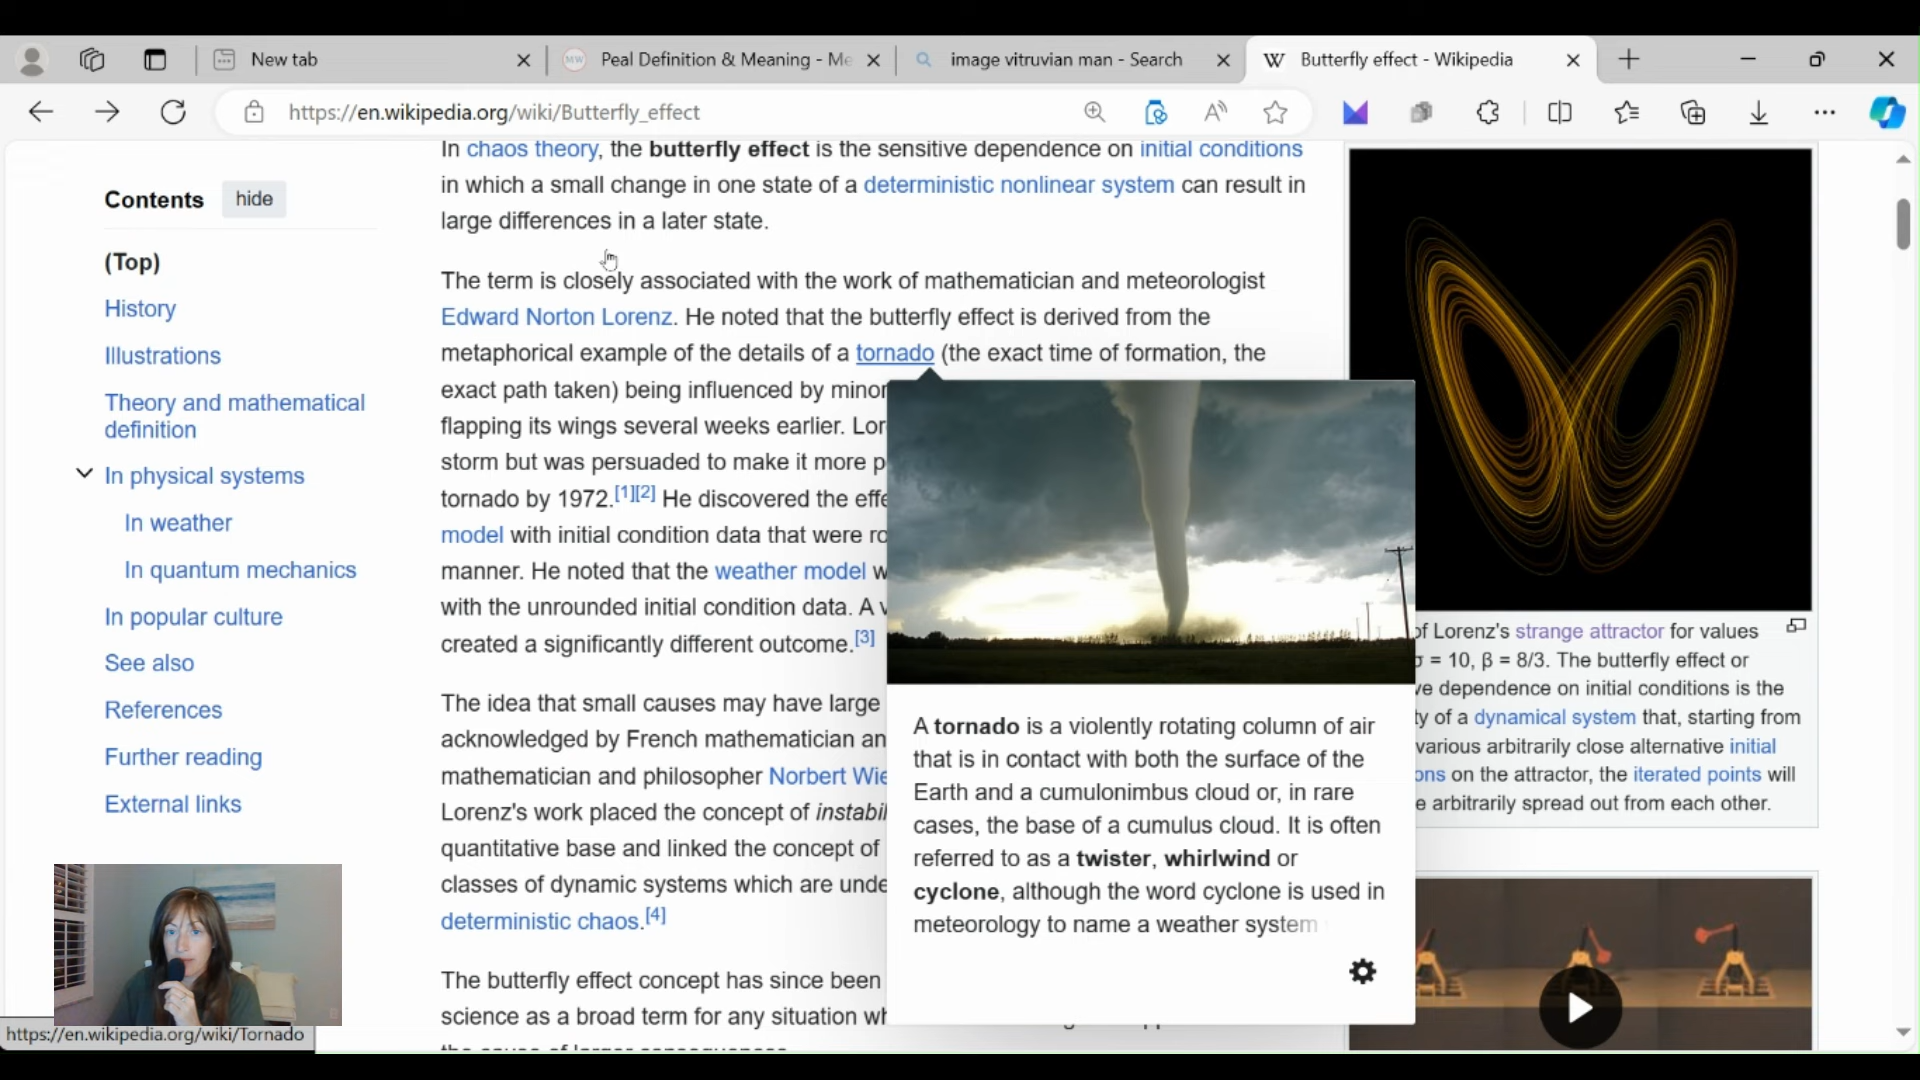 New tab
Peal Definition & Meaning - Me
image vitruvian man - Search
Butterfly effect - Wikipedia
https://en.wikipedia.org/wiki/Butterfly_effect
Contents
hide
(Top)
History
Illustrations
Theory and mathematical
definition
In physical systems
In weather
In quantum mechanics
In popular culture
See also
References
Further reading
External links
In chaos theory, the butterfly effect is the sensitive dependence on initial conditions
in which a small change in one state of a deterministic nonlinear system can result in
large differences in a later state.
The term is closely associated with the work of mathematician and meteorologist
Edward Norton Lorenz. He noted that the butterfly effect is derived from the
metaphorical example of the details of a tornado (the exact time of formation, the
exact path taken) being influenced by minor
flapping its wings several weeks earlier. Lor
storm but was persuaded to make it more p
tornado by 1972.[1][2] He discovered the effe
model with initial condition data that were ro
manner. He noted that the weather model w
with the unrounded initial condition data. A v
created a significantly different outcome.[3]
The idea that small causes may have large
acknowledged by French mathematician an
mathematician and philosopher Norbert Wie
Lorenz's work placed the concept of instabil
quantitative base and linked the concept of
classes of dynamic systems which are unde
deterministic chaos.[4]
The butterfly effect concept has since been
science as a broad term for any situation wh
A tornado is a violently rotating column of air
that is in contact with both the surface of the
Earth and a cumulonimbus cloud or, in rare
cases, the base of a cumulus cloud. It is often
referred to as a twister, whirlwind or
cyclone, although the word cyclone is used in
meteorology to name a weather system
of Lorenz's strange attractor for values
σ = 10, β = 8/3. The butterfly effect or
ve dependence on initial conditions is the
ty of a dynamical system that, starting from
various arbitrarily close alternative initial
ons on the attractor, the iterated points will
e arbitrarily spread out from each other.
https://en.wikipedia.org/wiki/Tornado